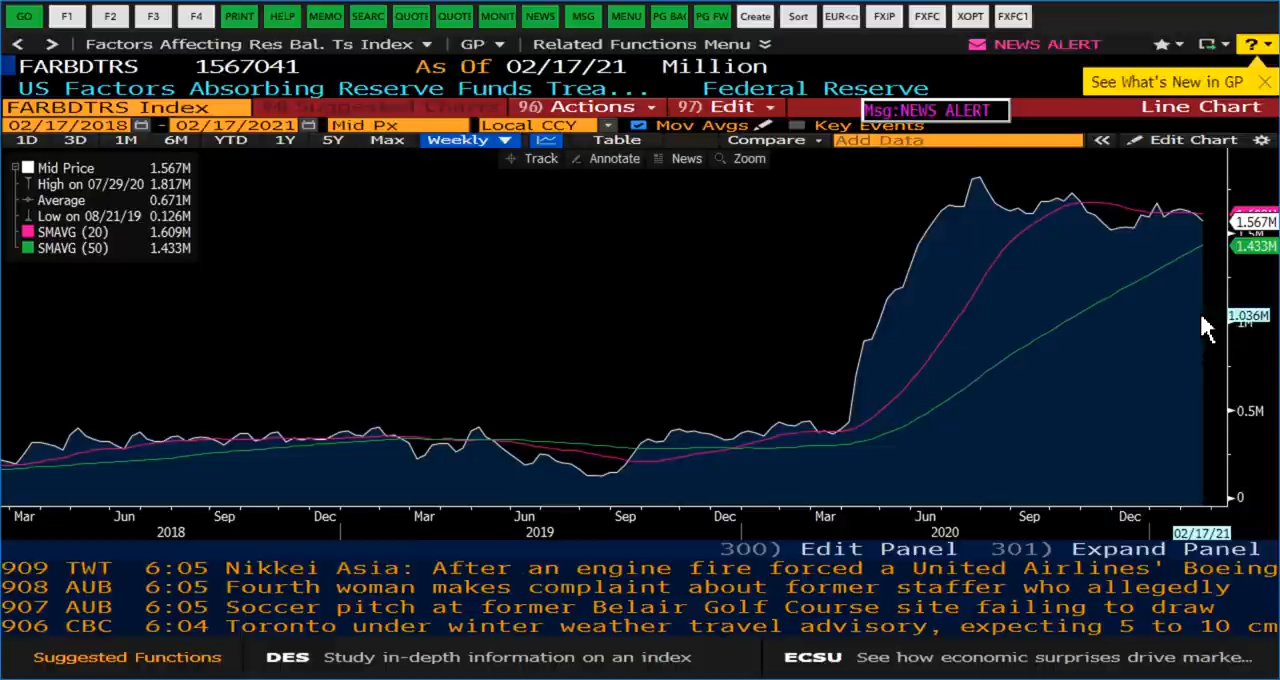 GO F1 F2 F3 F4 PRINT HELP MEMO SEARC QUOTE QUOTE MONIT NEWS MSG MENU PG BAC PG FW Create Sort EUR<cr FXIP FXFC XOPT FXFC1
Factors Affecting Res Bal. Ts Index GP Related Functions Menu NEWS ALERT ?
FARBDTRS 1567041 As Of 02/17/21 Million
See What's New in GP
US Factors Absorbing Reserve Funds Trea... Federal Reserve
FARBDTRS Index 94) Suggested Charts 96) Actions 97) Edit Msg:NEWS ALERT Line Chart
02/17/2018 - 02/17/2021 Mid Px Local CCY Mov Avgs Key Events
1D 3D 1M 6M YTD 1Y 5Y Max Weekly Table Compare Add Data « Edit Chart
Track Annotate News Zoom
Mid Price 1.567M
High on 07/29/20 1.817M
Average 0.671M
Low on 08/21/19 0.126M
SMAVG (20) 1.609M
SMAVG (50) 1.433M
1.567M
1.433M
1.036M
1M
0.5M
0
Mar Jun Sep Dec Mar Jun Sep Dec Mar Jun Sep Dec
2018 2019 2020 02/17/21
300) Edit Panel 301) Expand Panel
909 TWT 6:05 Nikkei Asia: After an engine fire forced a United Airlines' Boeing
908 AUB 6:05 Fourth woman makes complaint about former staffer who allegedly
907 AUB 6:05 Soccer pitch at former Belair Golf Course site failing to draw
906 CBC 6:04 Toronto under winter weather travel advisory, expecting 5 to 10 cm
Suggested Functions DES Study in-depth information on an index ECSU See how economic surprises drive marke...